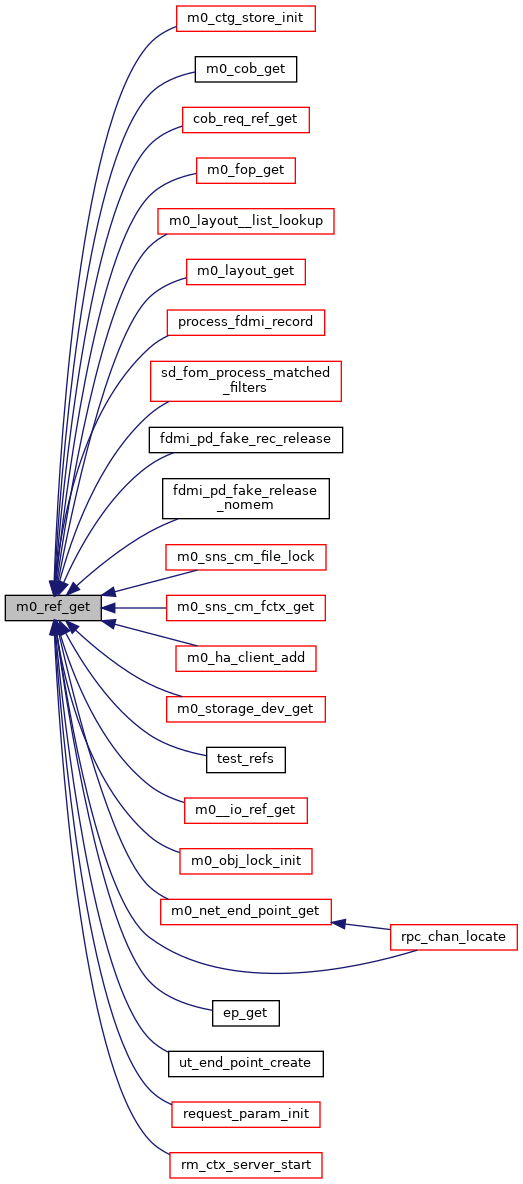 m0_ctg_store_init
m0_cob_get
cob_req_ref_get
m0_fop_get
m0_layout__list_lookup
m0_layout_get
process_fdmi_record
sd_fom_process_matched
_filters
fdmi_pd_fake_rec_release
fdmi_pd_fake_release
_nomem
m0_sns_cm_file_lock
m0_ref_get
m0_sns_cm_fctx_get
m0_ha_client_add
m0_storage_dev_get
test_refs
m0__io_ref_get
m0_obj_lock_init
m0_net_end_point_get
rpc_chan_locate
ep_get
ut_end_point_create
request_param_init
rm_ctx_server_start